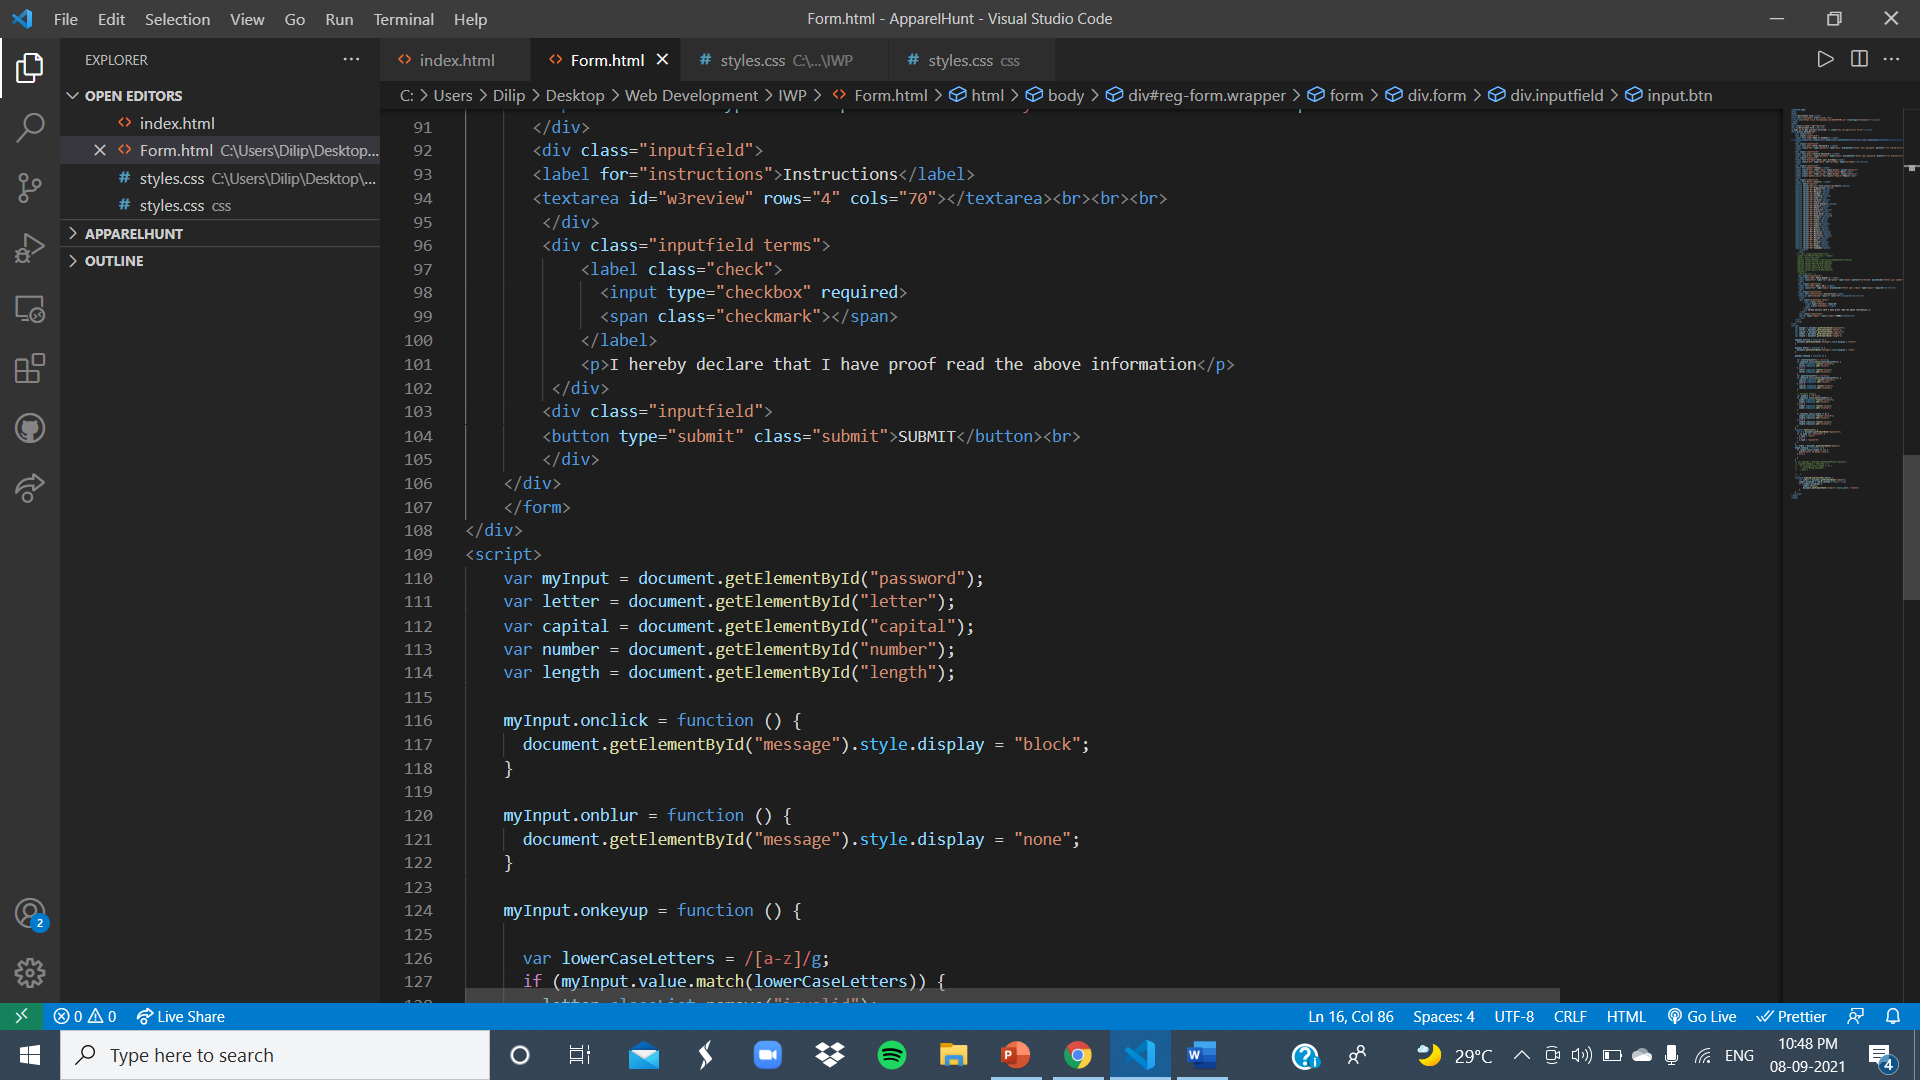 File Edit Selection View Go Run Terminal Help
Form.html - ApparelHunt - Visual Studio Code
EXPLORER
OPEN EDITORS
index.html
Form.html C:\Users\Dilip\Desktop...
styles.css C:\Users\Dilip\Desktop\...
styles.css css
APPARELHUNT
OUTLINE
index.html Form.html styles.css C:\...\IWP styles.css css
C: > Users > Dilip > Desktop > Web Development > IWP > Form.html > html > body > div#reg-form.wrapper > form > div.form > div.inputfield > input.btn
91 </div>
92 <div class="inputfield">
93 <label for="instructions">Instructions</label>
94 <textarea id="w3review" rows="4" cols="70"></textarea><br><br><br>
95 </div>
96 <div class="inputfield terms">
97 <label class="check">
98 <input type="checkbox" required>
99 <span class="checkmark"></span>
100 </label>
101 <p>I hereby declare that I have proof read the above information</p>
102 </div>
103 <div class="inputfield">
104 <button type="submit" class="submit">SUBMIT</button><br>
105 </div>
106 </div>
107 </form>
108 </div>
109 <script>
110 var myInput = document.getElementById("password");
111 var letter = document.getElementById("letter");
112 var capital = document.getElementById("capital");
113 var number = document.getElementById("number");
114 var length = document.getElementById("length");
115
116 myInput.onclick = function () {
117 document.getElementById("message").style.display = "block";
118 }
119
120 myInput.onblur = function () {
121 document.getElementById("message").style.display = "none";
122 }
123
124 myInput.onkeyup = function () {
125
126 var lowerCaseLetters = /[a-z]/g;
127 if (myInput.value.match(lowerCaseLetters)) {
128 letter.classList.remove("invalid");
2
0 0 Live Share
Ln 16, Col 86 Spaces: 4 UTF-8 CRLF HTML Go Live Prettier
Type here to search
29°C ENG
10:48 PM
08-09-2021
4